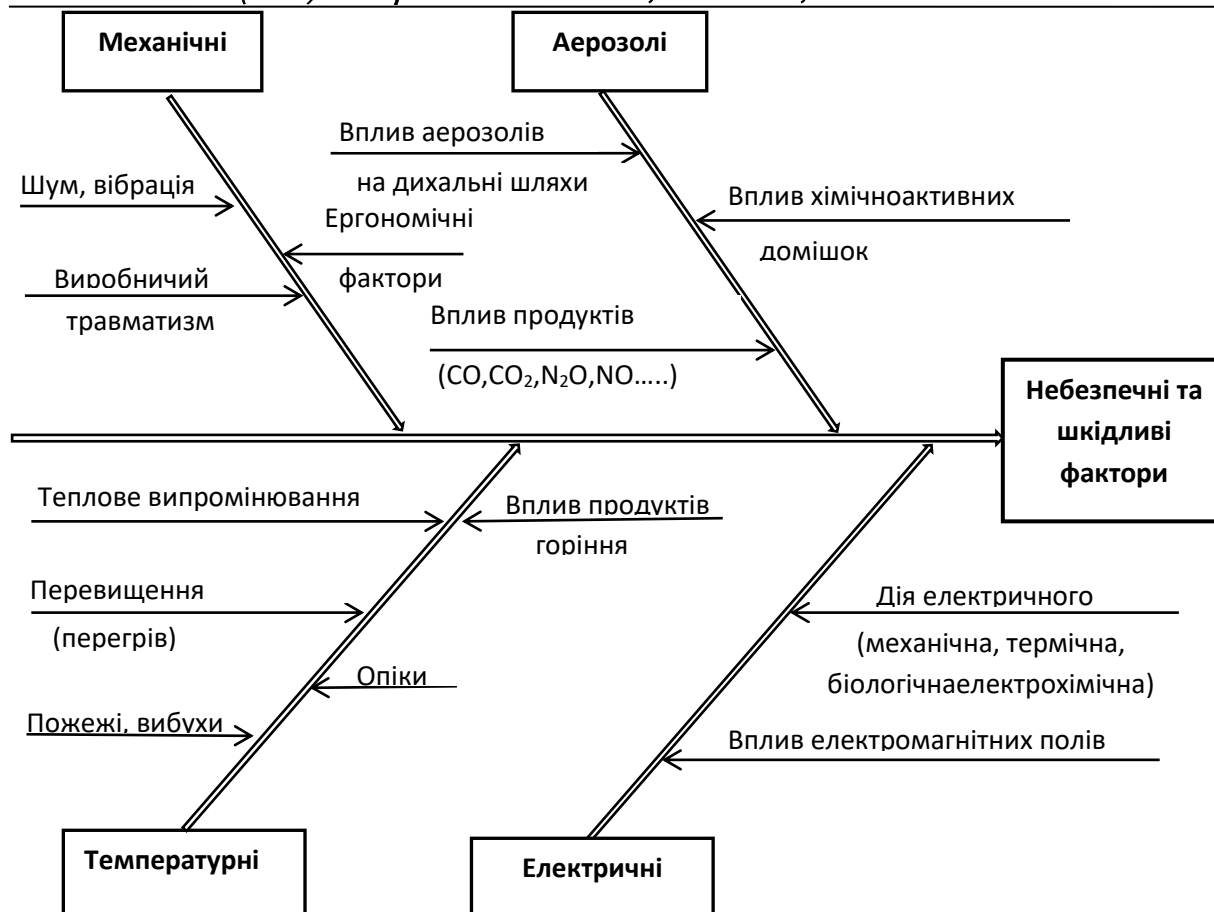 Механічні
Аерозолі
Вплив аерозолів
на дихальні шляхи
Шум, вібрація
Вплив хімічноактивних
домішок
Ергономічні
фактори
Виробничий
травматизм
Вплив продуктів
(CO,CO₂,N₂O,NO…..)
Небезпечні та
шкідливі
фактори
Теплове випромінювання
Вплив продуктів
горіння
Перевищення
(перегрів)
Дія електричного
(механічна, термічна,
біологічнаелектрохімічна)
Опіки
Пожежі, вибухи
Вплив електромагнітних полів
Температурні
Електричні